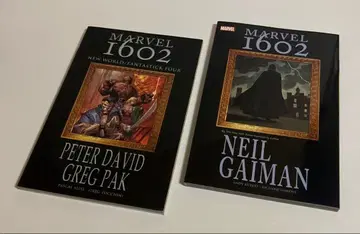 MARVEL
1602
NEW WORLD/FANTASTICK FOUR
PETER DAVID
GREG PAK
MARVEL
MARVEL
1602
NEIL
GAIMAN